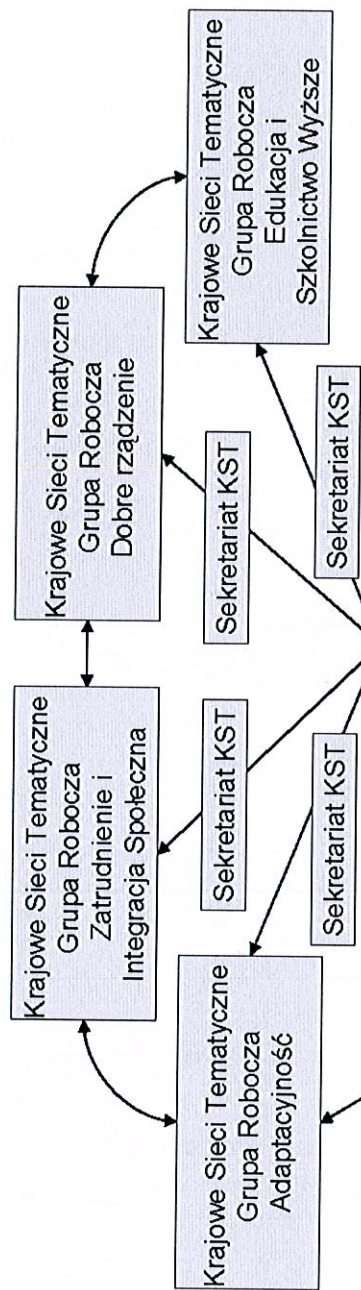 Krajowe Sieci Tematyczne
Grupa Robocza
Adaptacyjność
Krajowe Sieci Tematyczne
Grupa Robocza
Zatrudnienie i
Integracja Społeczna
Krajowe Sieci Tematyczne
Grupa Robocza
Dobre rządzenie
Krajowe Sieci Tematyczne
Grupa Robocza
Edukacja i
Szkolnictwo Wyższe
Sekretariat KST
Sekretariat KST
Sekretariat KST
Sekretariat KST